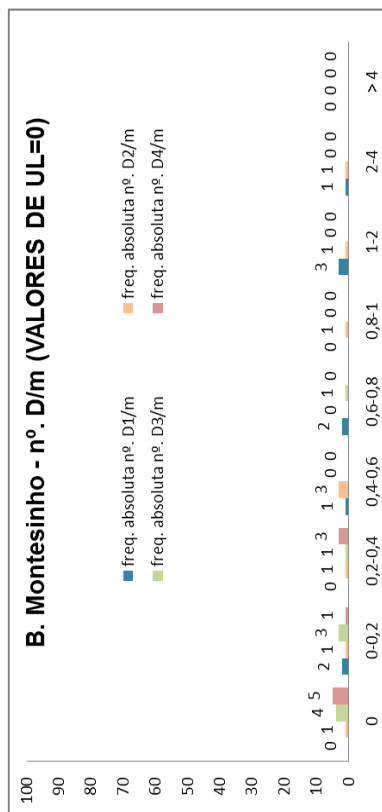 B. Montesinho - nº. D/m (VALORES DE UL=0)
freq. absoluta nº. D1/m freq. absoluta nº. D2/m
freq. absoluta nº. D3/m freq. absoluta nº. D4/m
100
90
80
70
60
50
40
30
20
10
0
0 1 4 5 2 1 3 1 0 1 1 3 1 3 0 0 2 0 1 0 0 1 0 0 3 1 0 0 1 1 0 0 0 0 0 0
0 0-0,2 0,2-0,4 0,4-0,6 0,6-0,8 0,8-1 1-2 2-4 > 4